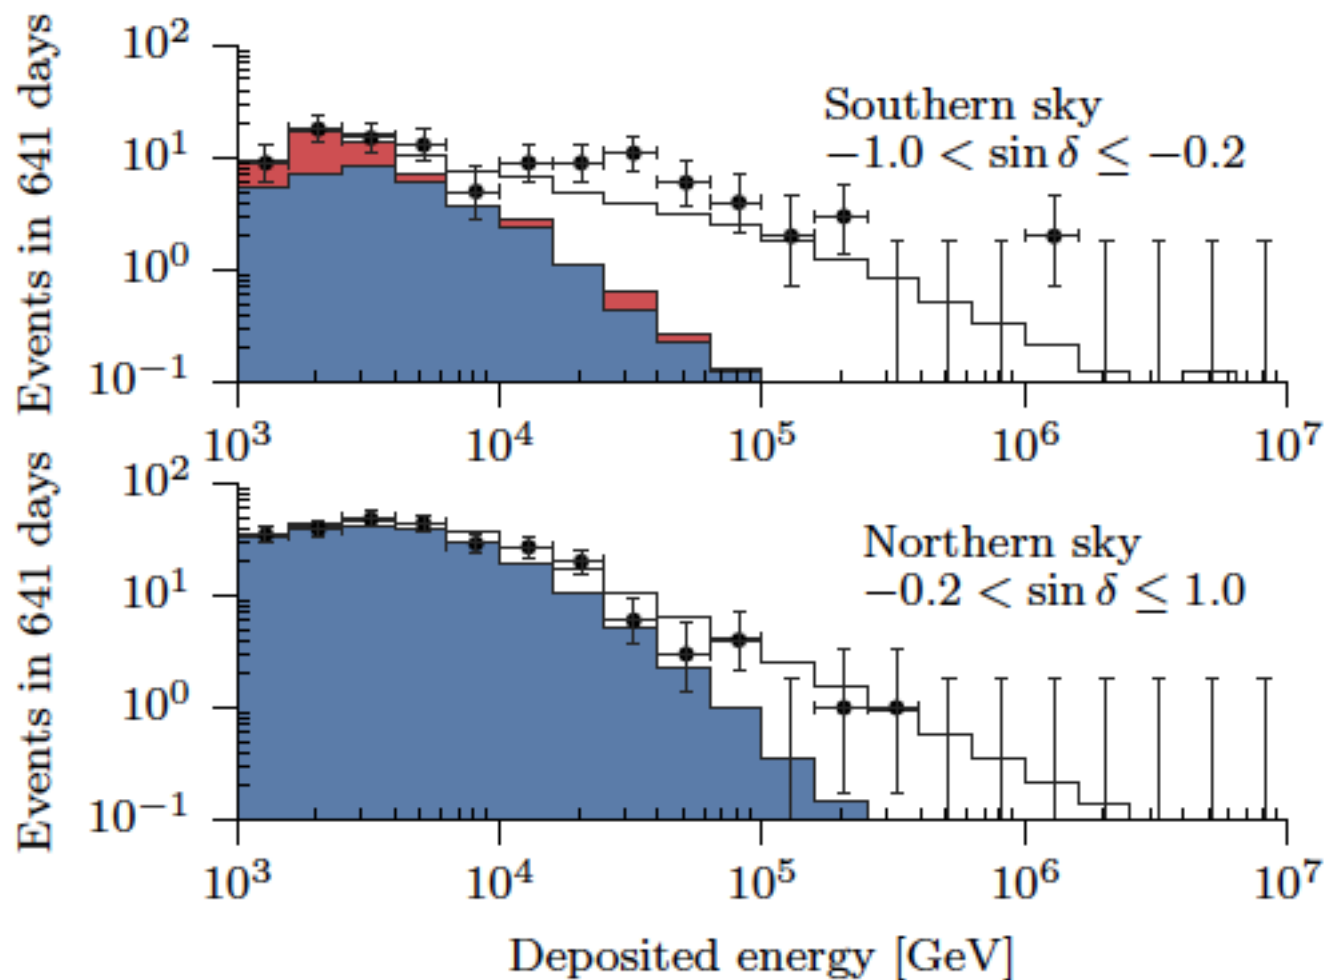 Events in 641 days
10²
10¹
10⁰
10⁻¹
Southern sky
−1.0 < sin δ ≤ −0.2
10³ 10⁴ 10⁵ 10⁶ 10⁷
Events in 641 days
10²
10¹
10⁰
10⁻¹
Northern sky
−0.2 < sin δ ≤ 1.0
10³ 10⁴ 10⁵ 10⁶ 10⁷
Deposited energy [GeV]